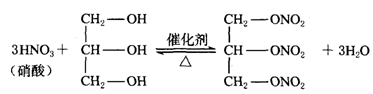 CH₂—OH CH₂—ONO₂
3HNO₃ + CH—OH 催化剂 CH—ONO₂ + 3H₂O
(硝酸) △
CH₂—OH CH₂—ONO₂